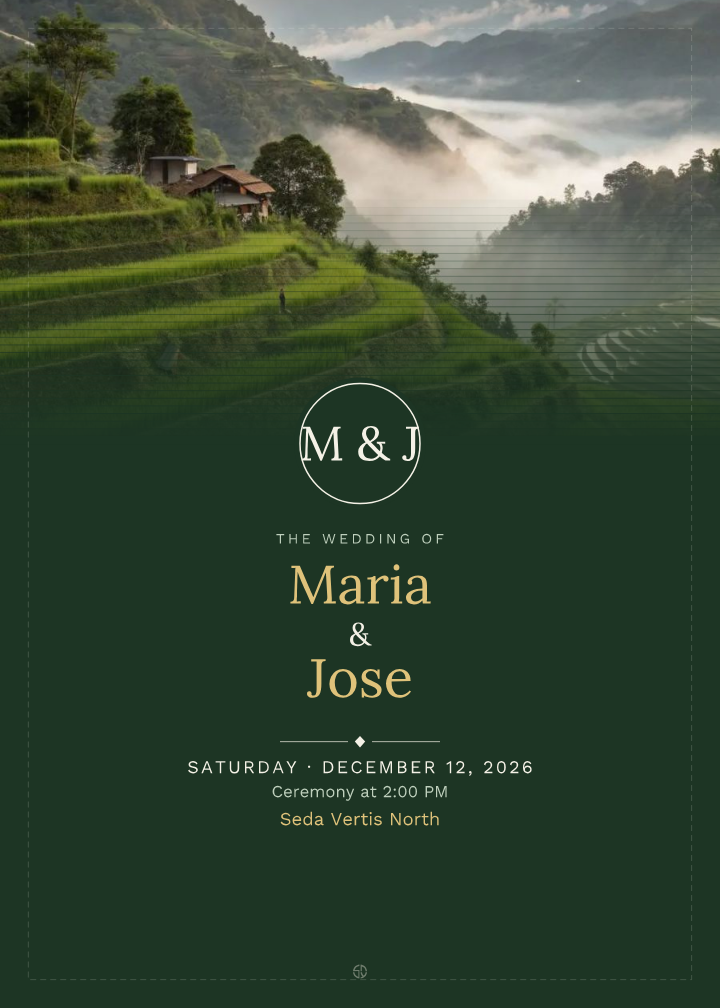 M & J
THE WEDDING OF
Maria
&
Jose
SATURDAY · DECEMBER 12, 2026
Ceremony at 2:00 PM
Seda Vertis North